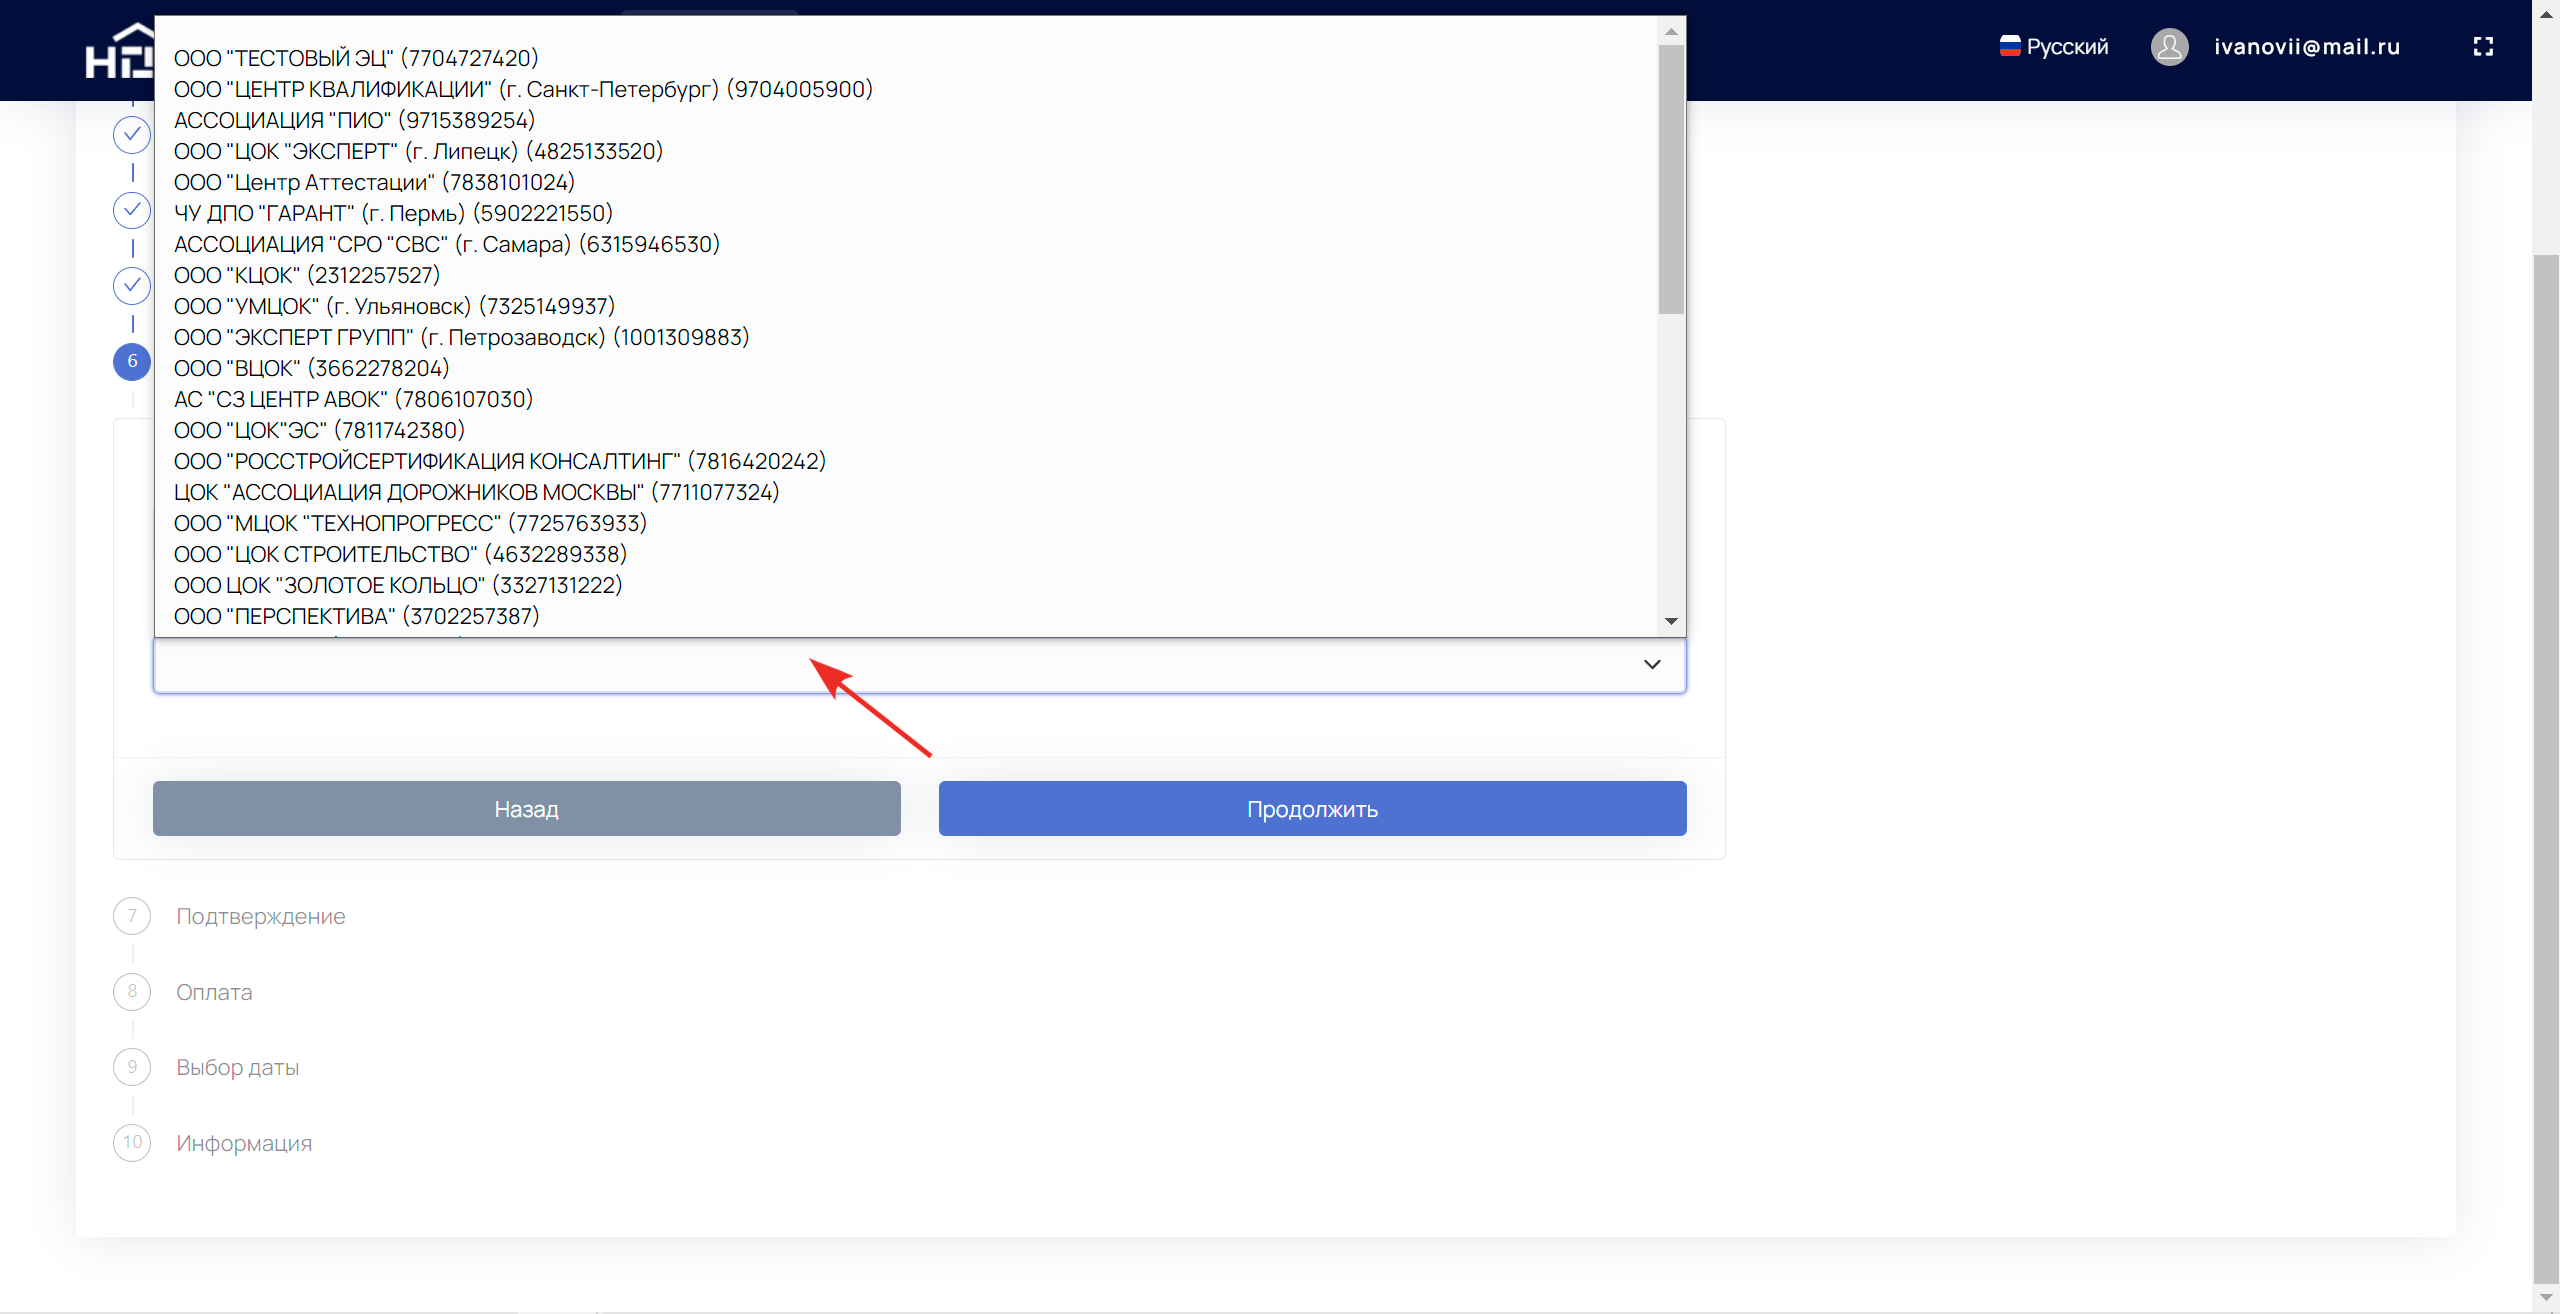 Русский
ivanovii@mail.ru
ООО "ТЕСТОВЫЙ ЭЦ" (7704727420)
ООО "ЦЕНТР КВАЛИФИКАЦИИ" (г. Санкт-Петербург) (9704005900)
АССОЦИАЦИЯ "ПИО" (9715389254)
ООО "ЦОК "ЭКСПЕРТ" (г. Липецк) (4825133520)
ООО "Центр Аттестации" (7838101024)
ЧУ ДПО "ГАРАНТ" (г. Пермь) (5902221550)
АССОЦИАЦИЯ "СРО "СВС" (г. Самара) (6315946530)
ООО "КЦОК" (2312257527)
ООО "УМЦОК" (г. Ульяновск) (7325149937)
6
ООО "ЭКСПЕРТ ГРУПП" (г. Петрозаводск) (1001309883)
ООО "ВЦОК" (3662278204)
АС "СЗ ЦЕНТР АВОК" (7806107030)
ООО "ЦОК"ЭС" (7811742380)
ООО "РОССТРОЙСЕРТИФИКАЦИЯ КОНСАЛТИНГ" (7816420242)
ЦОК "АССОЦИАЦИЯ ДОРОЖНИКОВ МОСКВЫ" (7711077324)
ООО "МЦОК "ТЕХНОПРОГРЕСС" (7725763933)
ООО "ЦОК СТРОИТЕЛЬСТВО" (4632289338)
ООО ЦОК "ЗОЛОТОЕ КОЛЬЦО" (3327131222)
ООО "ПЕРСПЕКТИВА" (3702257387)
Назад
Продолжить
7 Подтверждение
8 Оплата
9 Выбор даты
10 Информация